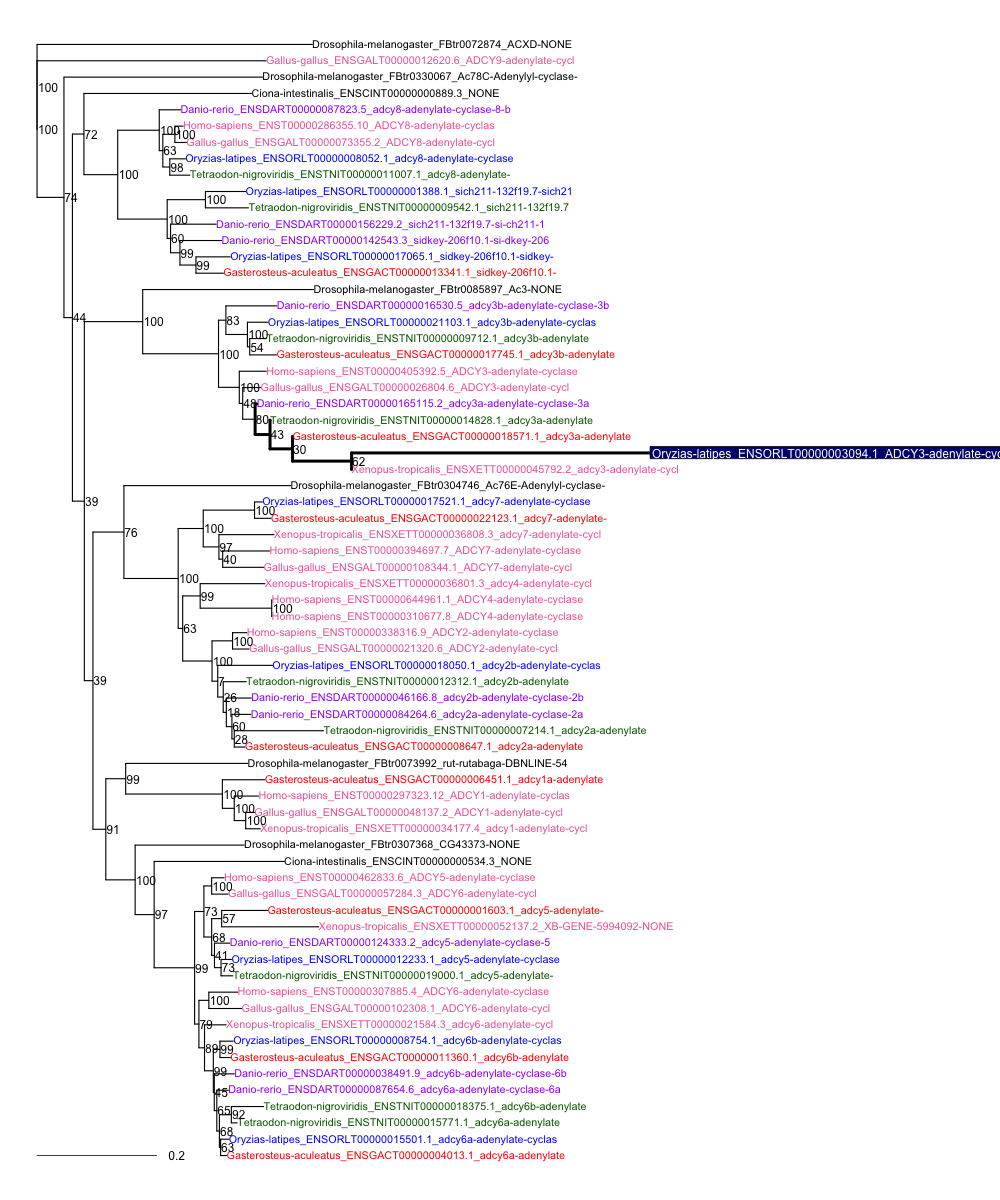 Drosophila-melanogaster_FBtr0072874_ACXD-NONE
Gallus-gallus_ENSGALT00000012620.6_ADCY9-adenylate-cycl
Drosophila-melanogaster_FBtr0330067_Ac78C-Adenylyl-cyclase-
100
Ciona-intestinalis_ENSCINT00000000889.3_NONE
Danio-rerio_ENSDART00000087823.5_adcy8-adenylate-cyclase-8-b
Homo-sapiens_ENST00000286355.10_ADCY8-adenylate-cyclas
100
72
100
100
Gallus-gallus_ENSGALT00000073355.2_ADCY8-adenylate-cycl
63
Oryzias-latipes_ENSORLT00000008052.1_adcy8-adenylate-cyclase
98
Tetraodon-nigroviridis_ENSTNIT00000011007.1_adcy8-adenylate-
100
Oryzias-latipes_ENSORLT00000001388.1_sich211-132f19.7-sich21
74
100
Tetraodon-nigroviridis_ENSTNIT00000009542.1_sich211-132f19.7
100
Danio-rerio_ENSDART00000156229.2_sich211-132f19.7-si-ch211-1
60
Danio-rerio_ENSDART00000142543.3_sidkey-206f10.1-si-dkey-206
99
Oryzias-latipes_ENSORLT00000017065.1_sidkey-206f10.1-sidkey-
99
Gasterosteus-aculeatus_ENSGACT00000013341.1_sidkey-206f10.1-
Drosophila-melanogaster_FBtr0085897_Ac3-NONE
Danio-rerio_ENSDART00000016530.5_adcy3b-adenylate-cyclase-3b
44
100
83
Oryzias-latipes_ENSORLT00000021103.1_adcy3b-adenylate-cyclas
100
Tetraodon-nigroviridis_ENSTNIT00000009712.1_adcy3b-adenylate
54
100
Gasterosteus-aculeatus_ENSGACT00000017745.1_adcy3b-adenylate
Homo-sapiens_ENST00000405392.5_ADCY3-adenylate-cyclase
100
Gallus-gallus_ENSGALT00000026804.6_ADCY3-adenylate-cycl
48
Danio-rerio_ENSDART00000165115.2_adcy3a-adenylate-cyclase-3a
80
Tetraodon-nigroviridis_ENSTNIT00000014828.1_adcy3a-adenylate
43
Gasterosteus-aculeatus_ENSGACT00000018571.1_adcy3a-adenylate
30
Oryzias-latipes_ENSORLT00000003094.1_ADCY3-adenylate-cyc
62
Xenopus-tropicalis_ENSXETT00000045792.2_adcy3-adenylate-cycl
Drosophila-melanogaster_FBtr0304746_Ac76E-Adenylyl-cyclase-
39
Oryzias-latipes_ENSORLT00000017521.1_adcy7-adenylate-cyclase
100
Gasterosteus-aculeatus_ENSGACT00000022123.1_adcy7-adenylate-
76
100
Xenopus-tropicalis_ENSXETT00000036808.3_adcy7-adenylate-cycl
97
Homo-sapiens_ENST00000394697.7_ADCY7-adenylate-cyclase
40
Gallus-gallus_ENSGALT00000108344.1_ADCY7-adenylate-cycl
100
Xenopus-tropicalis_ENSXETT00000036801.3_adcy4-adenylate-cycl
99
Homo-sapiens_ENST00000644961.1_ADCY4-adenylate-cyclase
100
Homo-sapiens_ENST00000310677.8_ADCY4-adenylate-cyclase
63
Homo-sapiens_ENST00000338316.9_ADCY2-adenylate-cyclase
100
Gallus-gallus_ENSGALT00000021320.6_ADCY2-adenylate-cycl
100
Oryzias-latipes_ENSORLT00000018050.1_adcy2b-adenylate-cyclas
39
7
Tetraodon-nigroviridis_ENSTNIT00000012312.1_adcy2b-adenylate
26
Danio-rerio_ENSDART00000046166.8_adcy2b-adenylate-cyclase-2b
18
Danio-rerio_ENSDART00000084264.6_adcy2a-adenylate-cyclase-2a
60
Tetraodon-nigroviridis_ENSTNIT00000007214.1_adcy2a-adenylate
28
Gasterosteus-aculeatus_ENSGACT00000008647.1_adcy2a-adenylate
Drosophila-melanogaster_FBtr0073992_rut-rutabaga-DBNLINE-54
99
Gasterosteus-aculeatus_ENSGACT00000006451.1_adcy1a-adenylate
100
Homo-sapiens_ENST00000297323.12_ADCY1-adenylate-cyclas
100
Gallus-gallus_ENSGALT00000048137.2_ADCY1-adenylate-cycl
100
Xenopus-tropicalis_ENSXETT00000034177.4_adcy1-adenylate-cycl
91
Drosophila-melanogaster_FBtr0307368_CG43373-NONE
Ciona-intestinalis_ENSCINT00000000534.3_NONE
100
Homo-sapiens_ENST00000462833.6_ADCY5-adenylate-cyclase
100
Gallus-gallus_ENSGALT00000057284.3_ADCY6-adenylate-cycl
97
73
Gasterosteus-aculeatus_ENSGACT00000001603.1_adcy5-adenylate-
57
Xenopus-tropicalis_ENSXETT00000052137.2_XB-GENE-5994092-NONE
68
Danio-rerio_ENSDART00000124333.2_adcy5-adenylate-cyclase-5
41
Oryzias-latipes_ENSORLT00000012233.1_adcy5-adenylate-cyclase
99
73
Tetraodon-nigroviridis_ENSTNIT00000019000.1_adcy5-adenylate-
Homo-sapiens_ENST00000307885.4_ADCY6-adenylate-cyclase
100
Gallus-gallus_ENSGALT00000102308.1_ADCY6-adenylate-cycl
79
Xenopus-tropicalis_ENSXETT00000021584.3_adcy6-adenylate-cycl
Oryzias-latipes_ENSORLT00000008754.1_adcy6b-adenylate-cyclas
99
Gasterosteus-aculeatus_ENSGACT00000011360.1_adcy6b-adenylate
99
Danio-rerio_ENSDART00000038491.9_adcy6b-adenylate-cyclase-6b
Danio-rerio_ENSDART00000087654.6_adcy6a-adenylate-cyclase-6a
45
Tetraodon-nigroviridis_ENSTNIT00000018375.1_adcy6b-adenylate
65
92
Tetraodon-nigroviridis_ENSTNIT00000015771.1_adcy6a-adenylate
68
Oryzias-latipes_ENSORLT00000015501.1_adcy6a-adenylate-cyclas
63
Gasterosteus-aculeatus_ENSGACT00000004013.1_adcy6a-adenylate
0.2